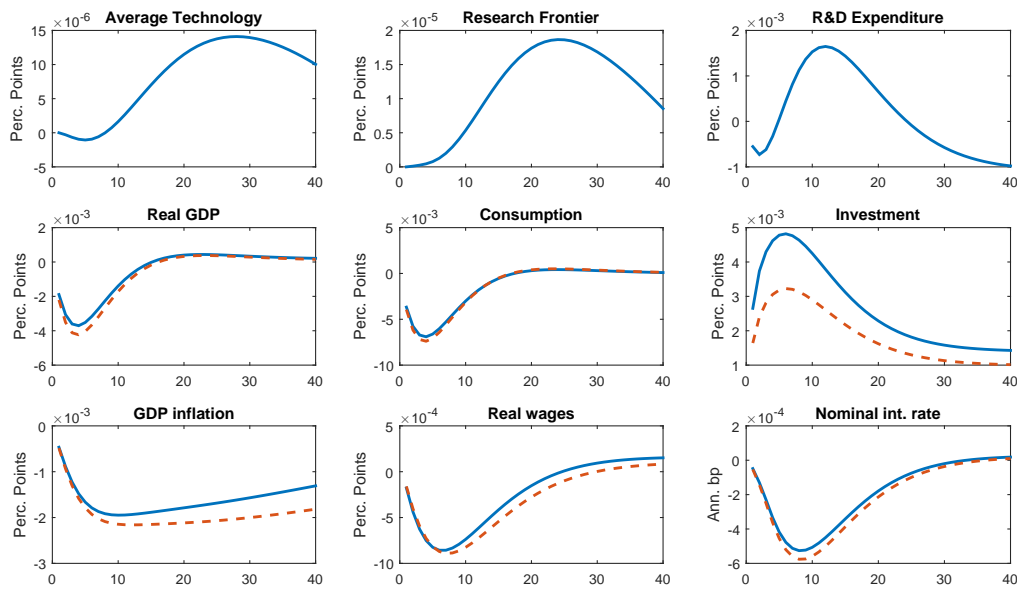 Average Technology
×10^-6
Perc. Points
15
10
5
0
-5
0 10 20 30 40
Research Frontier
×10^-5
Perc. Points
2
1.5
1
0.5
0
0 10 20 30 40
R&D Expenditure
×10^-3
Perc. Points
2
1
0
-1
0 10 20 30 40
Real GDP
×10^-3
Perc. Points
2
0
-2
-4
-6
0 10 20 30 40
Consumption
×10^-3
Perc. Points
5
0
-5
-10
0 10 20 30 40
Investment
×10^-3
Perc. Points
5
4
3
2
1
0 10 20 30 40
GDP inflation
×10^-3
Perc. Points
0
-1
-2
-3
0 10 20 30 40
Real wages
×10^-4
Perc. Points
5
0
-5
-10
0 10 20 30 40
Nominal int. rate
×10^-4
Ann. bp
2
0
-2
-4
-6
0 10 20 30 40